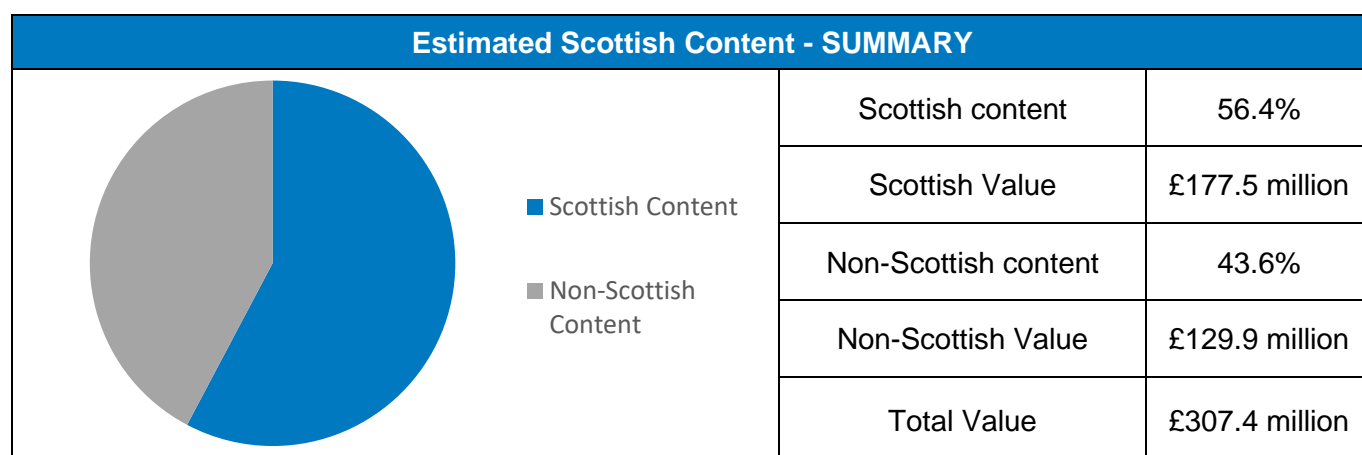 Estimated Scottish Content - SUMMARY
Scottish Content
Non-Scottish
Content
Scottish content 56.4%
Scottish Value £177.5 million
Non-Scottish content 43.6%
Non-Scottish Value £129.9 million
Total Value £307.4 million